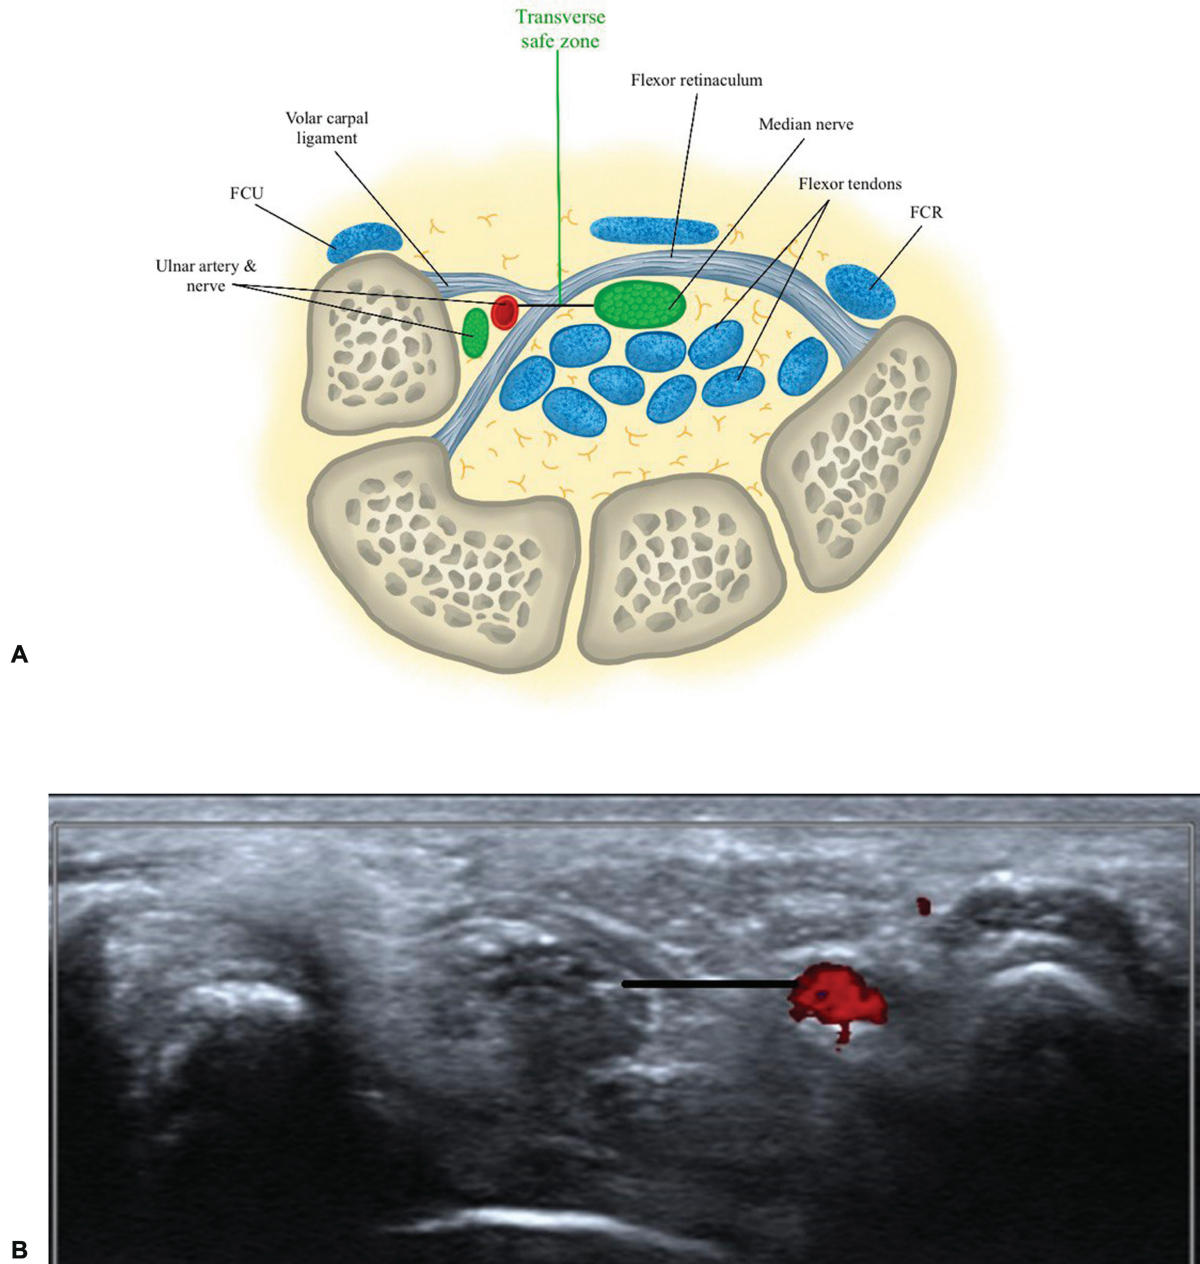 Transverse
safe zone
Flexor retinaculum
Volar carpal
ligament
Median nerve
Flexor tendons
FCU
FCR
Ulnar artery &
nerve
A
B